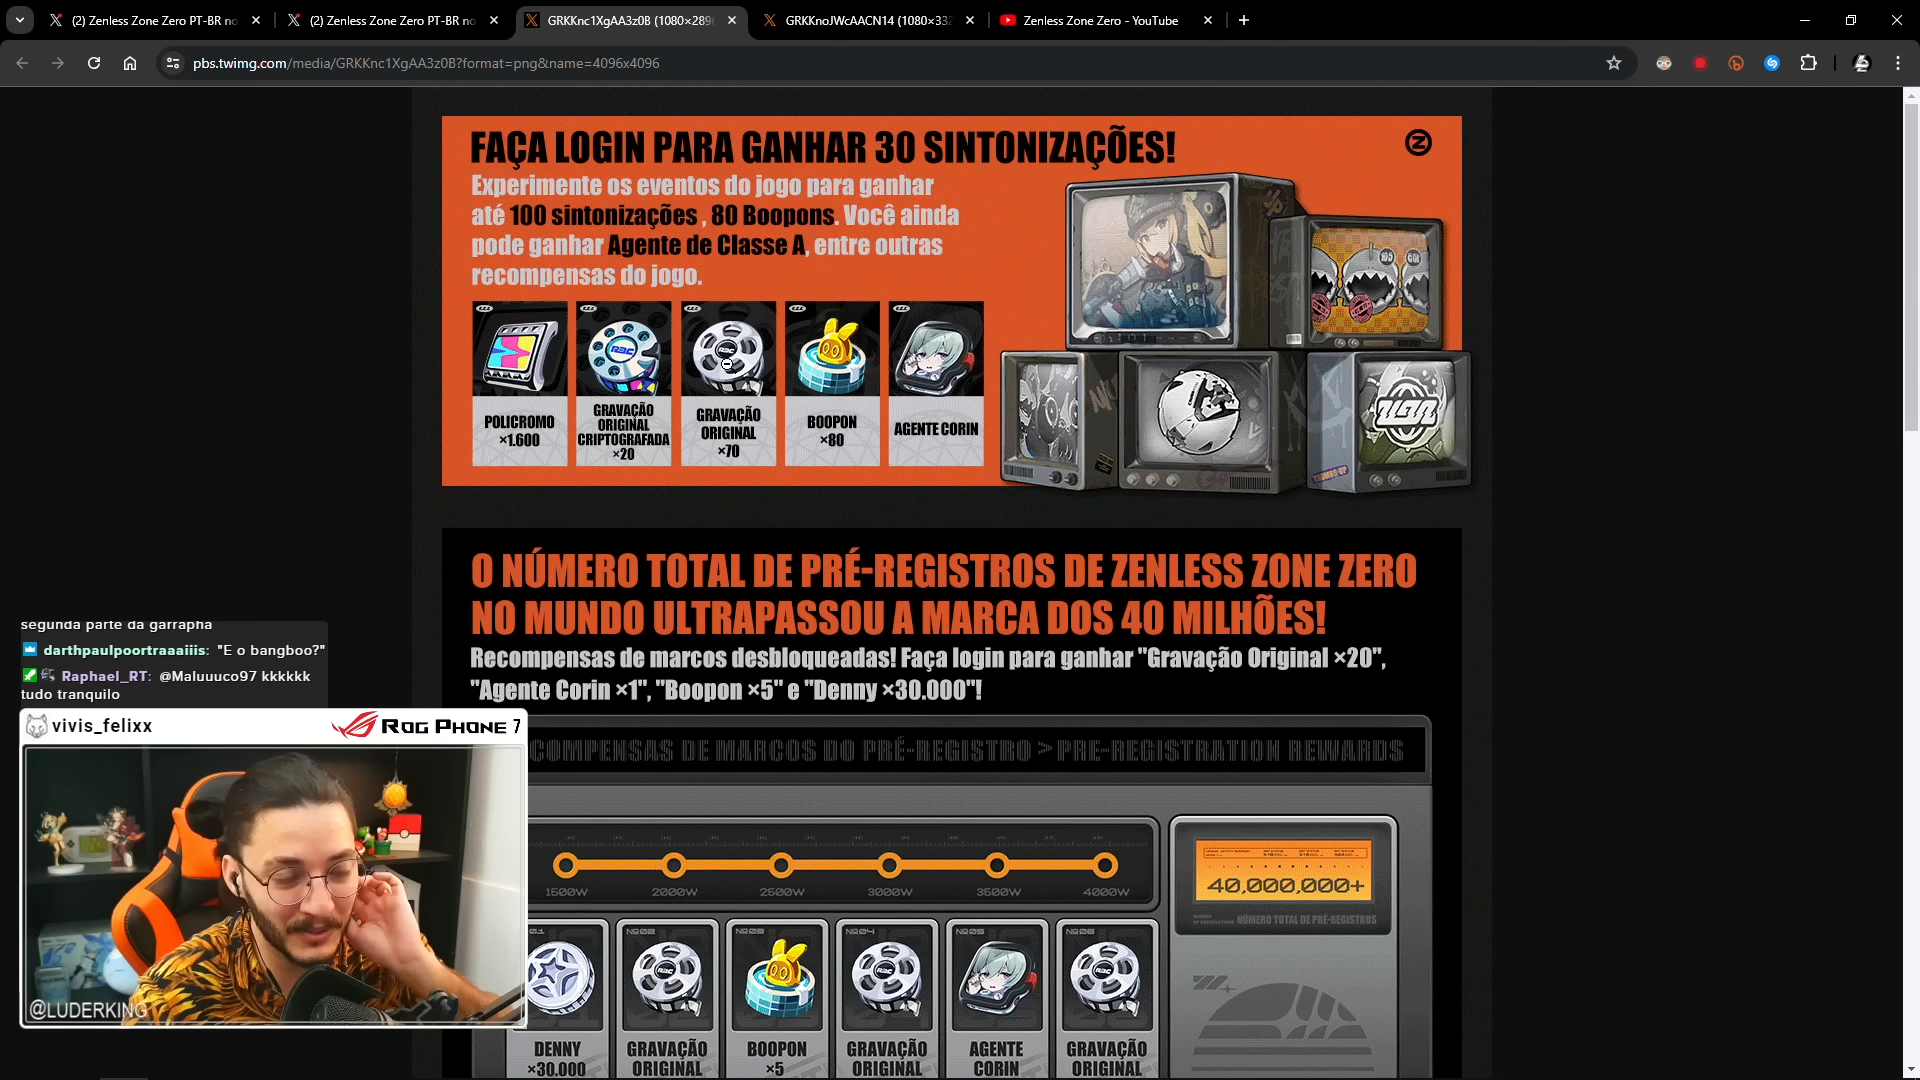 (2) Zenless Zone Zero PT-BR no
(2) Zenless Zone Zero PT-BR no
GRKKnc1XgAA3z0B (1080×289
GRKKnoJWcAACN14 (1080×332
Zenless Zone Zero - YouTube
pbs.twimg.com/media/GRKKnc1XgAA3z0B?format=png&name=4096x4096
FAÇA LOGIN PARA GANHAR 30 SINTONIZAÇÕES!
Experimente os eventos do jogo para ganhar
até 100 sintonizações , 80 Boopons. Você ainda
pode ganhar Agente de Classe A, entre outras
recompensas do jogo.
POLICROMO
×1.600
GRAVAÇÃO
ORIGINAL
CRIPTOGRAFADA
×20
GRAVAÇÃO
ORIGINAL
×70
BOOPON
×80
AGENTE CORIN
O NÚMERO TOTAL DE PRÉ-REGISTROS DE ZENLESS ZONE ZERO
NO MUNDO ULTRAPASSOU A MARCA DOS 40 MILHÕES!
Recompensas de marcos desbloqueadas! Faça login para ganhar "Gravação Original ×20",
"Agente Corin ×1", "Boopon ×5" e "Denny ×30.000"!
COMPENSAS DE MARCOS DO PRÉ-REGISTRO > PRE-REGISTRATION REWARDS
1500W
2000W
2500W
3000W
3500W
4000W
40,000,000+
NÚMERO TOTAL DE PRÉ-REGISTROS
Nº02
Nº03
Nº04
Nº05
Nº06
DENNY
×30.000
GRAVAÇÃO
ORIGINAL
BOOPON
×5
GRAVAÇÃO
ORIGINAL
AGENTE
CORIN
GRAVAÇÃO
ORIGINAL
segunda parte da garrapha
darthpaulpoortraaaiiis: "E o bangboo?"
Raphael_RT: @Maluuuco97 kkkkkk
tudo tranquilo
vivis_felixx
ROG PHONE 7
@LUDERKING